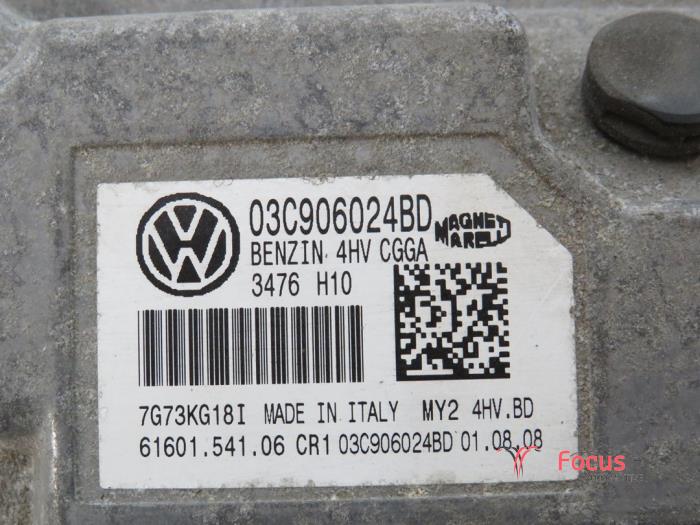 03C906024BD
MAGNETI MARELLI
BENZIN 4HV CGGA
3476 H10
7G73KG18I MADE IN ITALY MY2 4HV.BD
61601.541.06 CR1 03C906024BD 01.08.08
Focus